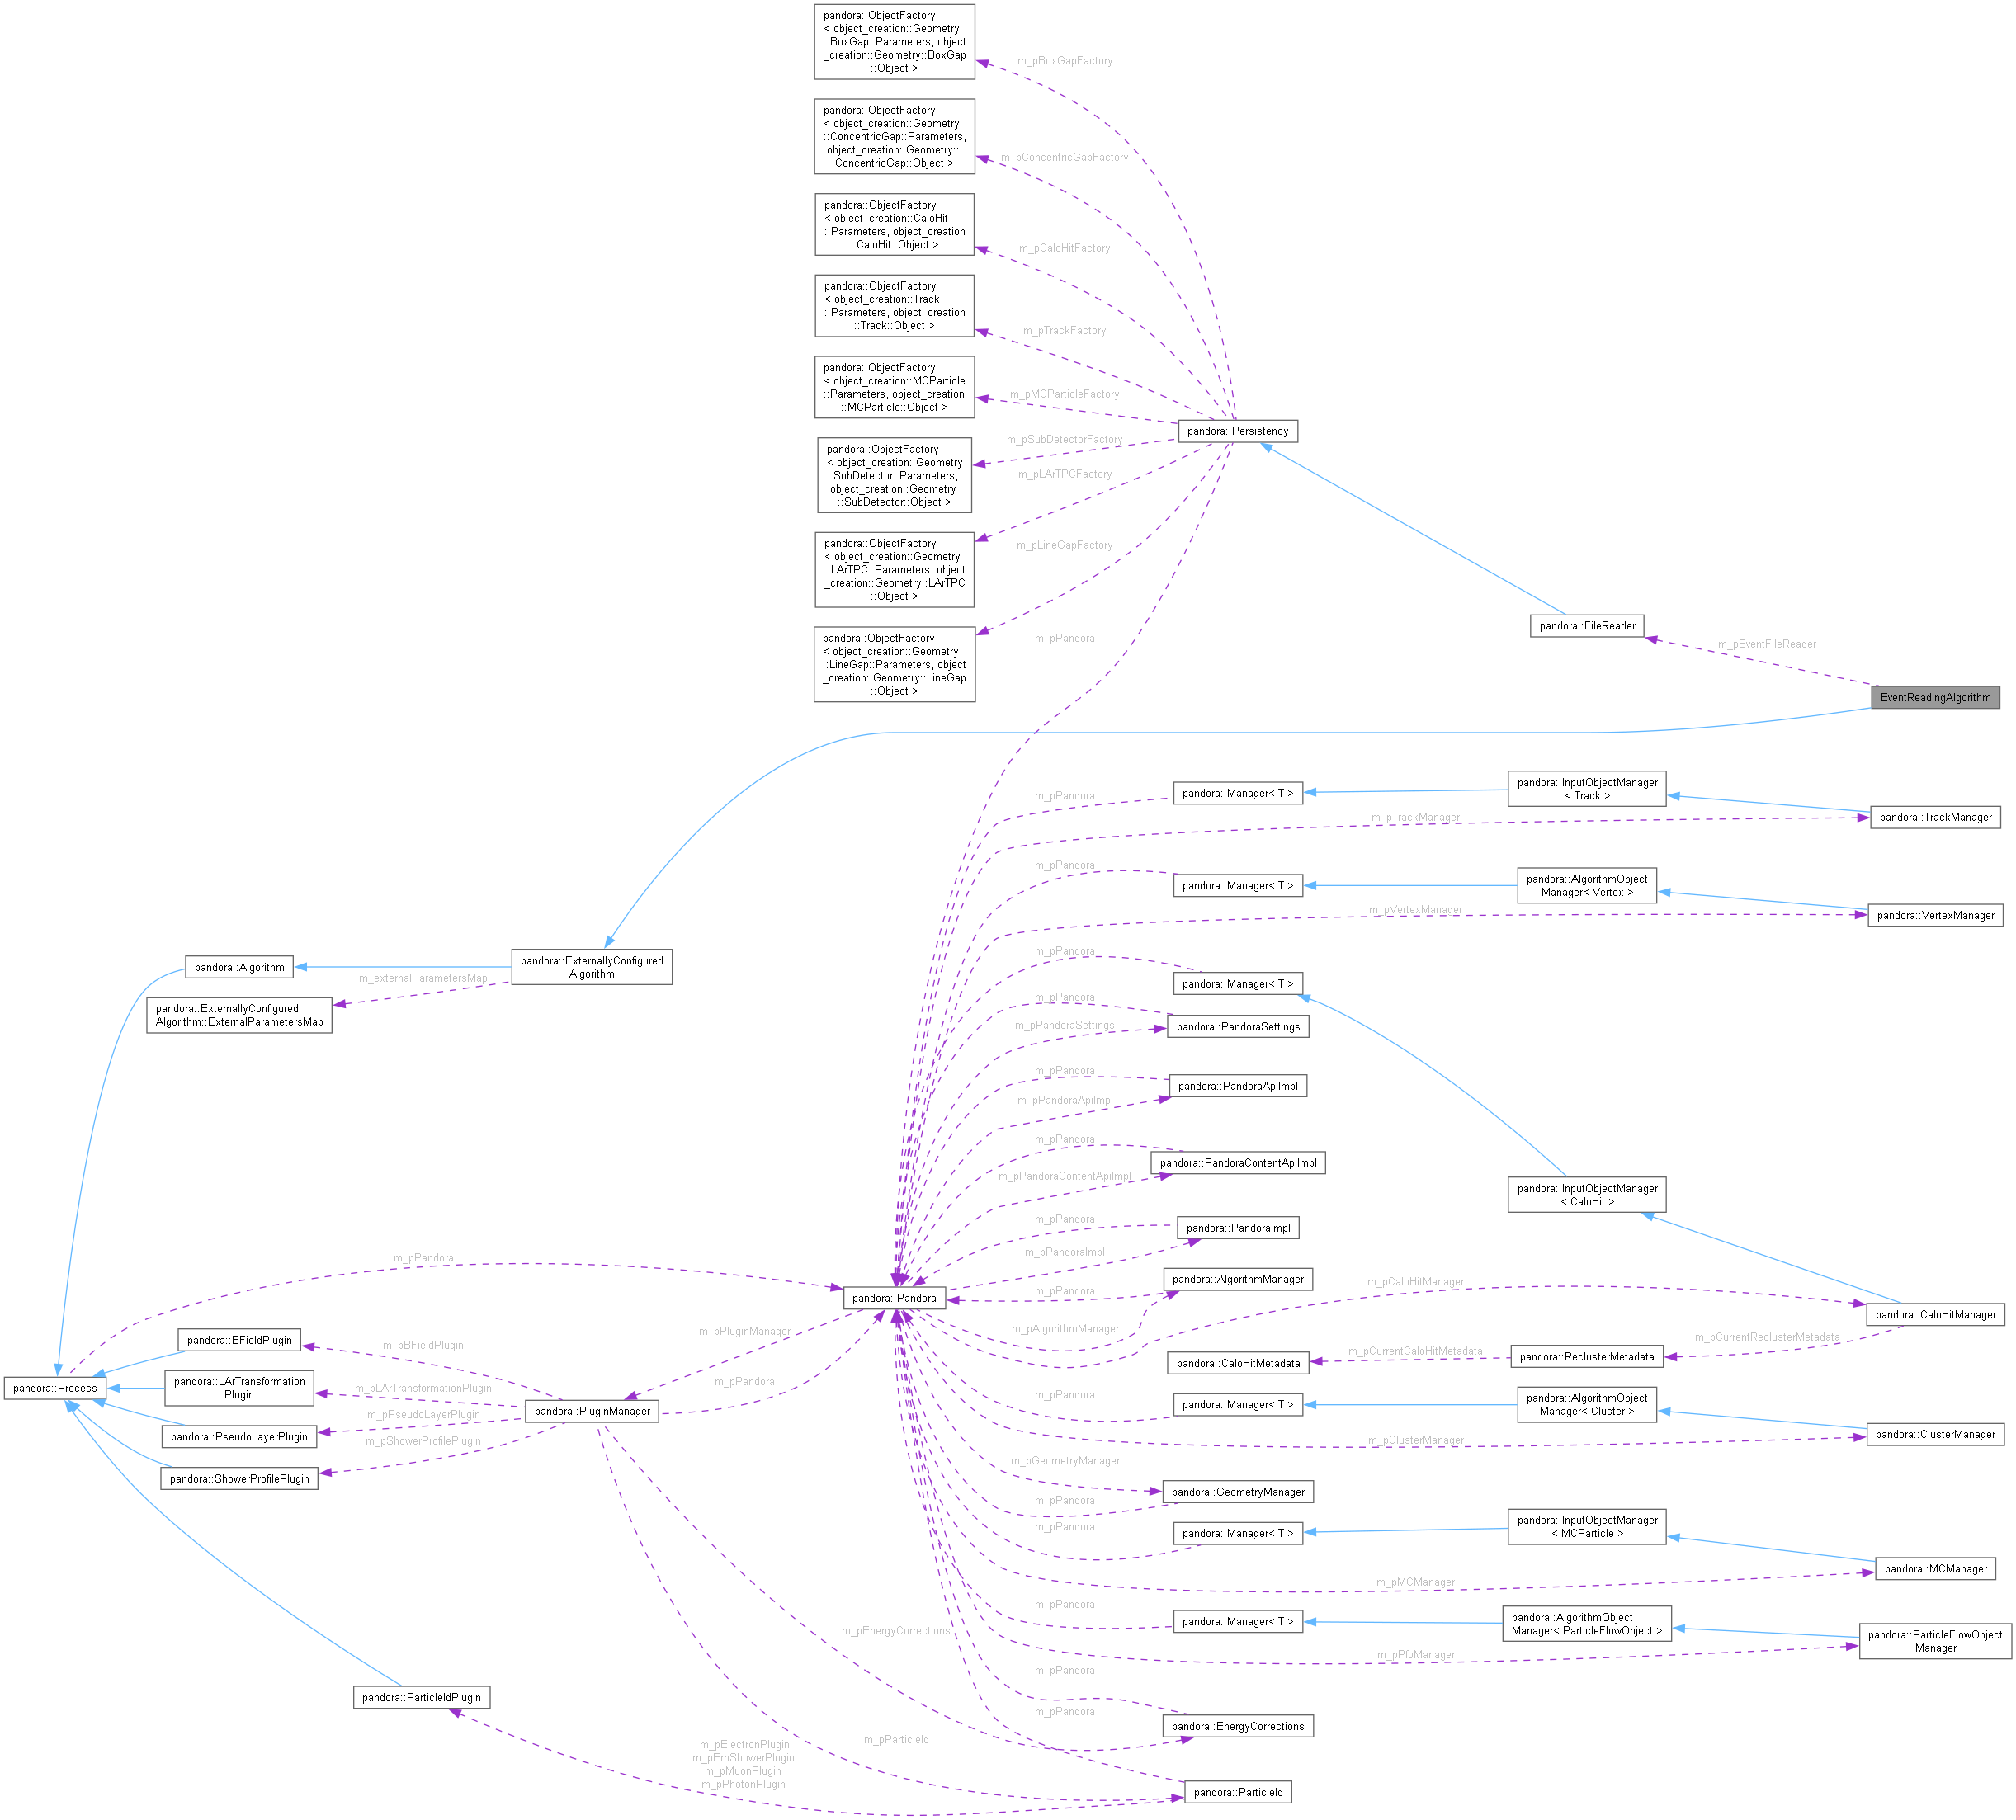 pandora::ObjectFactory
< object_creation::Geometry
::BoxGap::Parameters, object
_creation::Geometry::BoxGap
::Object >
m_pBoxGapFactory
pandora::ObjectFactory
< object_creation::Geometry
::ConcentricGap::Parameters,
object_creation::Geometry::
ConcentricGap::Object >
m_pConcentricGapFactory
pandora::ObjectFactory
< object_creation::CaloHit
::Parameters, object_creation
::CaloHit::Object >
m_pCaloHitFactory
pandora::ObjectFactory
< object_creation::Track
::Parameters, object_creation
::Track::Object >
m_pTrackFactory
pandora::ObjectFactory
< object_creation::MCParticle
::Parameters, object_creation
::MCParticle::Object >
m_pMCParticleFactory
pandora::Persistency
pandora::ObjectFactory
< object_creation::Geometry
::SubDetector::Parameters,
object_creation::Geometry
::SubDetector::Object >
m_pSubDetectorFactory
m_pLArTPCFactory
pandora::ObjectFactory
< object_creation::Geometry
::LArTPC::Parameters, object
_creation::Geometry::LArTPC
::Object >
m_pLineGapFactory
pandora::ObjectFactory
< object_creation::Geometry
::LineGap::Parameters, object
_creation::Geometry::LineGap
::Object >
m_pPandora
pandora::FileReader
m_pEventFileReader
EventReadingAlgorithm
m_pPandora
pandora::Manager< T >
pandora::InputObjectManager
< Track >
m_pTrackManager
pandora::TrackManager
m_pPandora
pandora::Manager< T >
pandora::AlgorithmObject
Manager< Vertex >
m_pVertexManager
pandora::VertexManager
pandora::Algorithm
pandora::ExternallyConfigured
Algorithm
m_externalParametersMap
pandora::ExternallyConfigured
Algorithm::ExternalParametersMap
m_pPandora
pandora::Manager< T >
m_pPandora
m_pPandoraSettings
pandora::PandoraSettings
m_pPandora
m_pPandoraApiImpl
pandora::PandoraApiImpl
m_pPandora
m_pPandoraContentApiImpl
pandora::PandoraContentApiImpl
pandora::InputObjectManager
< CaloHit >
m_pPandora
m_pPandoraImpl
pandora::PandoraImpl
m_pPandora
pandora::Pandora
m_pPandora
pandora::AlgorithmManager
m_pAlgorithmManager
m_pCaloHitManager
pandora::CaloHitManager
m_pCurrentReclusterMetadata
m_pCurrentCaloHitMetadata
pandora::CaloHitMetadata
pandora::ReclusterMetadata
m_pPluginManager
m_pPandora
pandora::BFieldPlugin
m_pBFieldPlugin
pandora::Process
pandora::LArTransformation
Plugin
m_pLArTransformationPlugin
pandora::PluginManager
pandora::PseudoLayerPlugin
m_pPseudoLayerPlugin
pandora::ShowerProfilePlugin
m_pShowerProfilePlugin
m_pPandora
pandora::Manager< T >
pandora::AlgorithmObject
Manager< Cluster >
m_pClusterManager
pandora::ClusterManager
m_pGeometryManager
pandora::GeometryManager
m_pPandora
m_pPandora
pandora::Manager< T >
pandora::InputObjectManager
< MCParticle >
m_pMCManager
pandora::MCManager
m_pPandora
pandora::Manager< T >
pandora::AlgorithmObject
Manager< ParticleFlowObject >
m_pPfoManager
pandora::ParticleFlowObject
Manager
m_pEnergyCorrections
m_pPandora
pandora::EnergyCorrections
m_pPandora
pandora::ParticleIdPlugin
m_pParticleId
m_pElectronPlugin
m_pEmShowerPlugin
m_pMuonPlugin
m_pPhotonPlugin
pandora::ParticleId